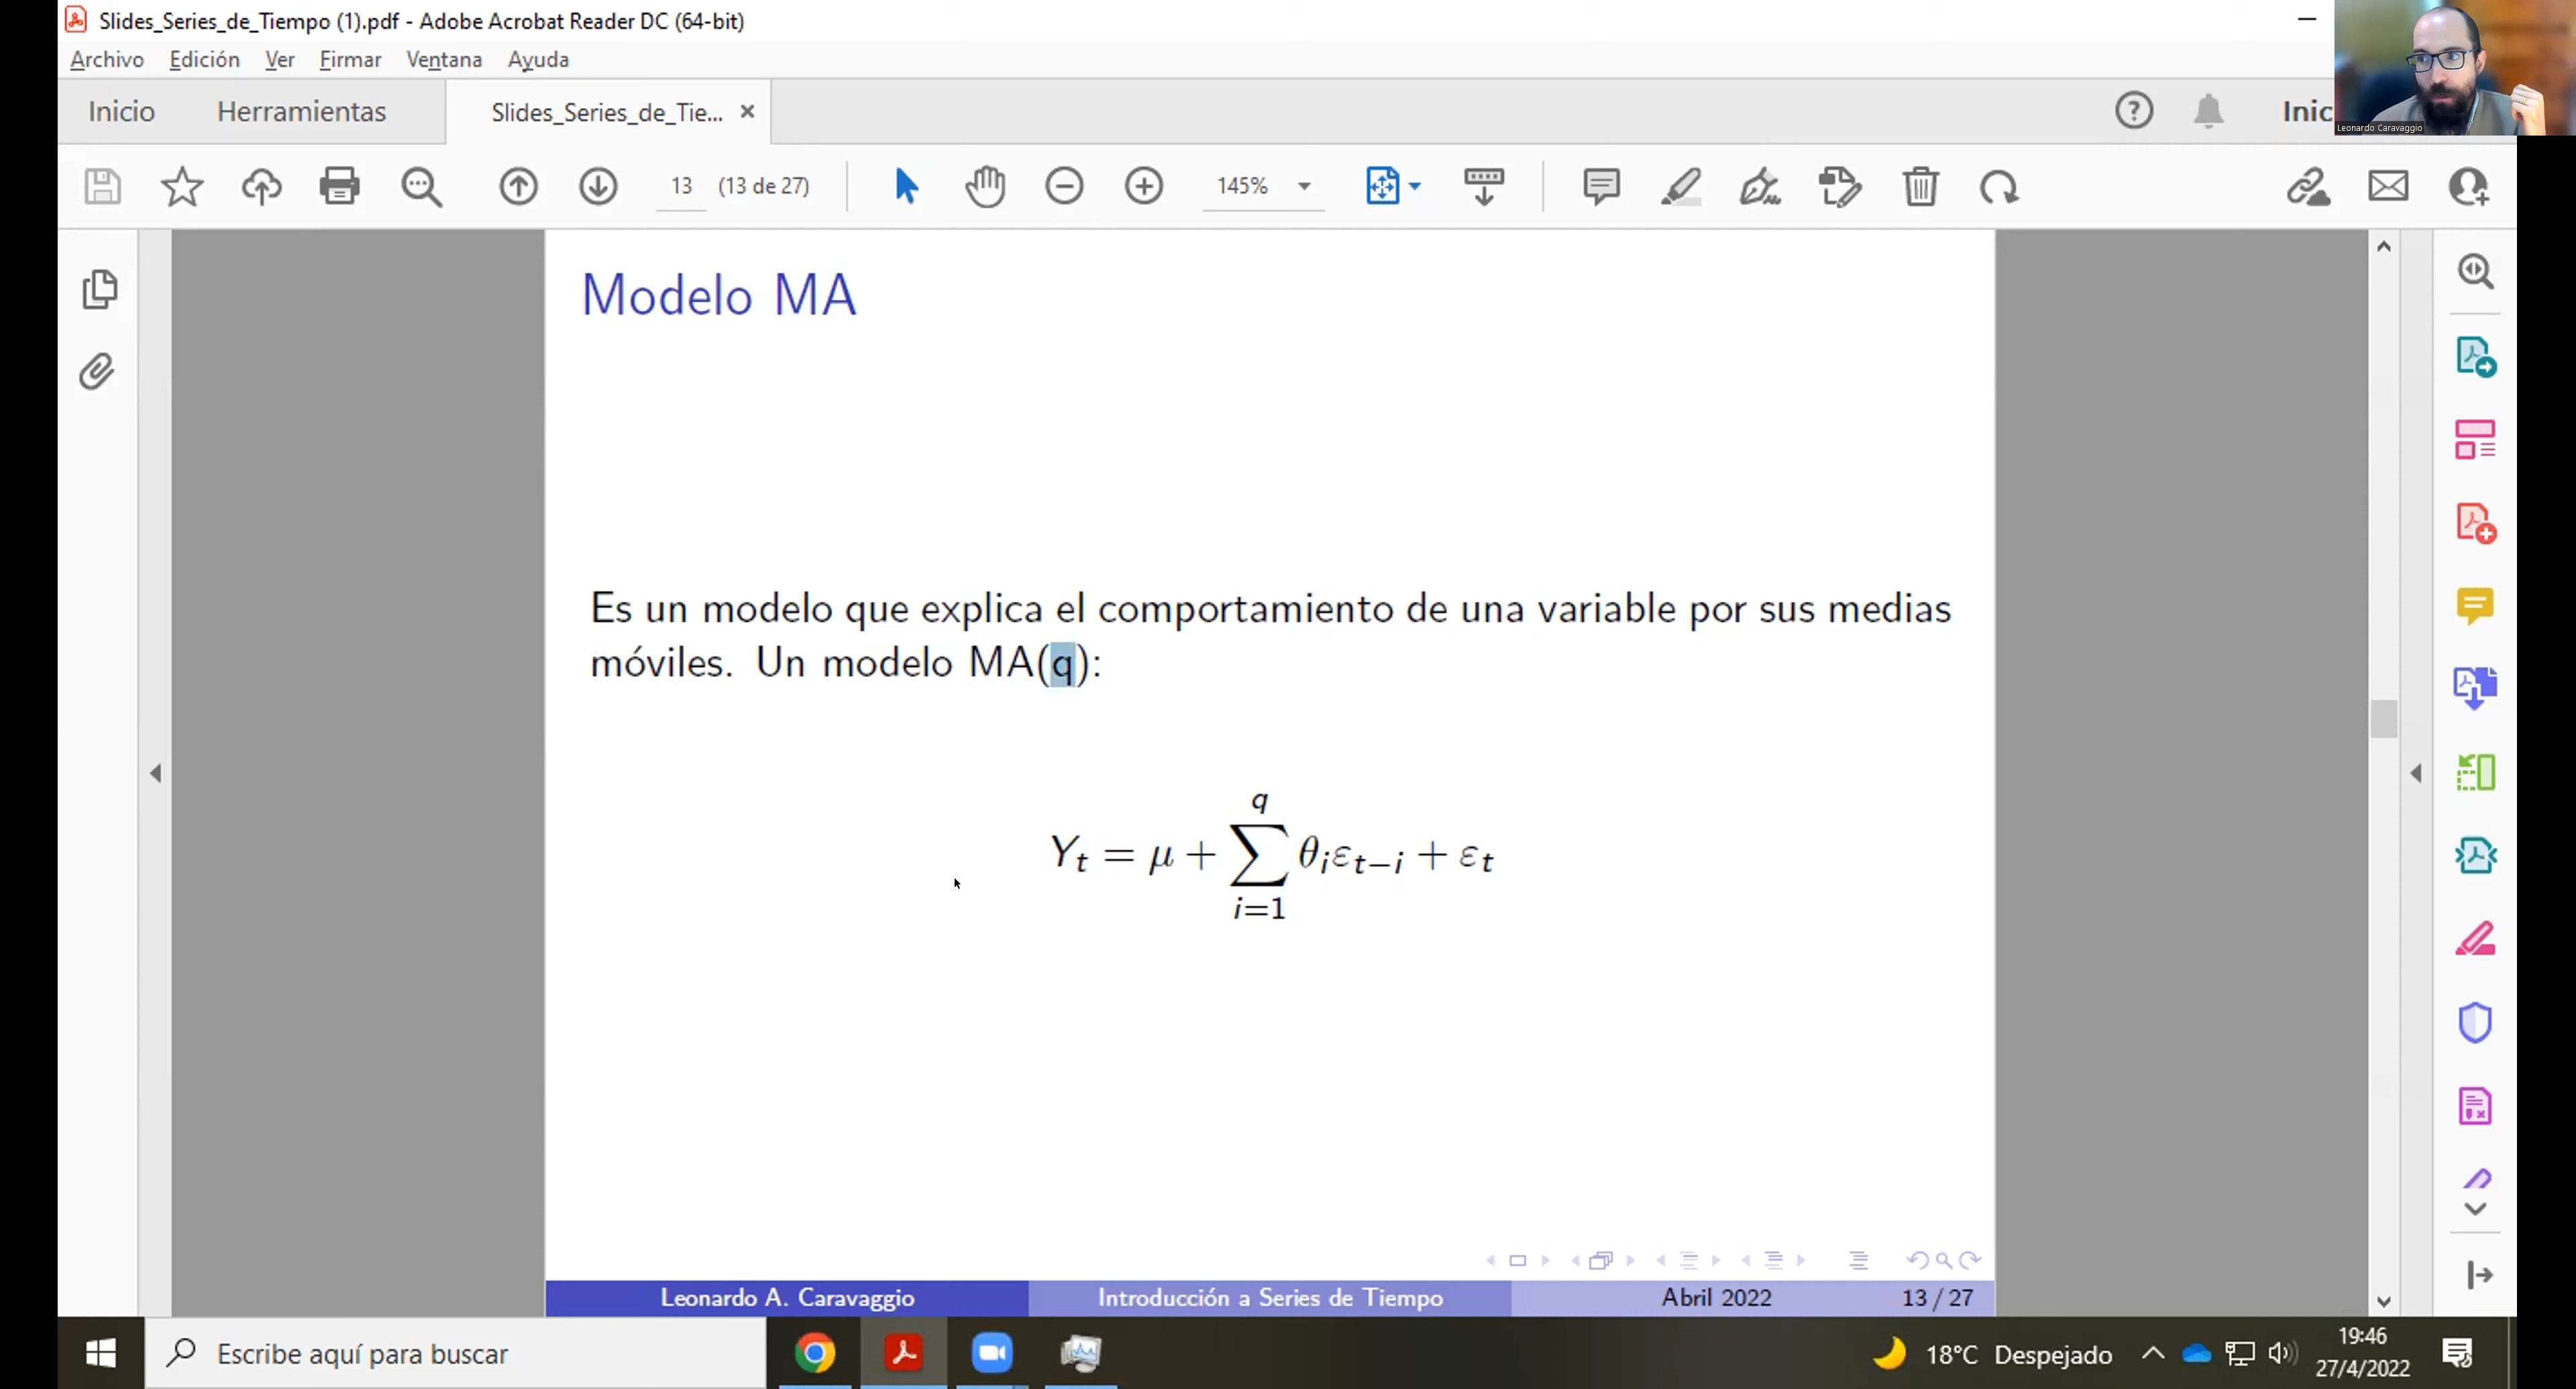 Slides_Series_de_Tiempo (1).pdf - Adobe Acrobat Reader DC (64-bit)
Archivo Edición Ver Firmar Ventana Ayuda
Inicio Herramientas Slides_Series_de_Tie... × Inic
Leonardo Caravaggio
13 (13 de 27) 145%
Modelo MA
Es un modelo que explica el comportamiento de una variable por sus medias
móviles. Un modelo MA(q):
Y_t = μ + ∑_{i=1}^{q} θ_i ε_{t−i} + ε_t
Leonardo A. Caravaggio Introducción a Series de Tiempo Abril 2022 13 / 27
Escribe aquí para buscar
18°C Despejado
19:46
27/4/2022